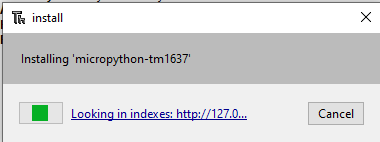 install
Installing 'micropython-tm1637'
Looking in indexes: http://127.0...
Cancel